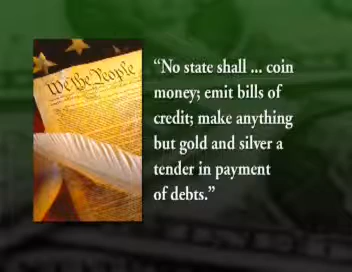 We the People
“No state shall ... coin
money; emit bills of
credit; make anything
but gold and silver a
tender in payment
of debts.”